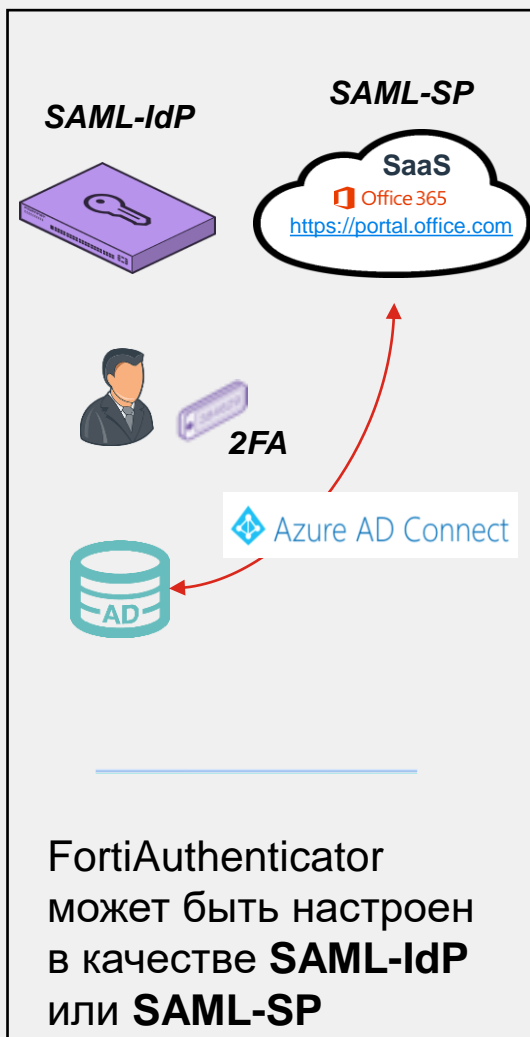 SAML-IdP
SAML-SP
SaaS
Office 365
https://portal.office.com
2FA
Azure AD Connect
AD
FortiAuthenticator
может быть настроен
в качестве SAML-IdP
или SAML-SP